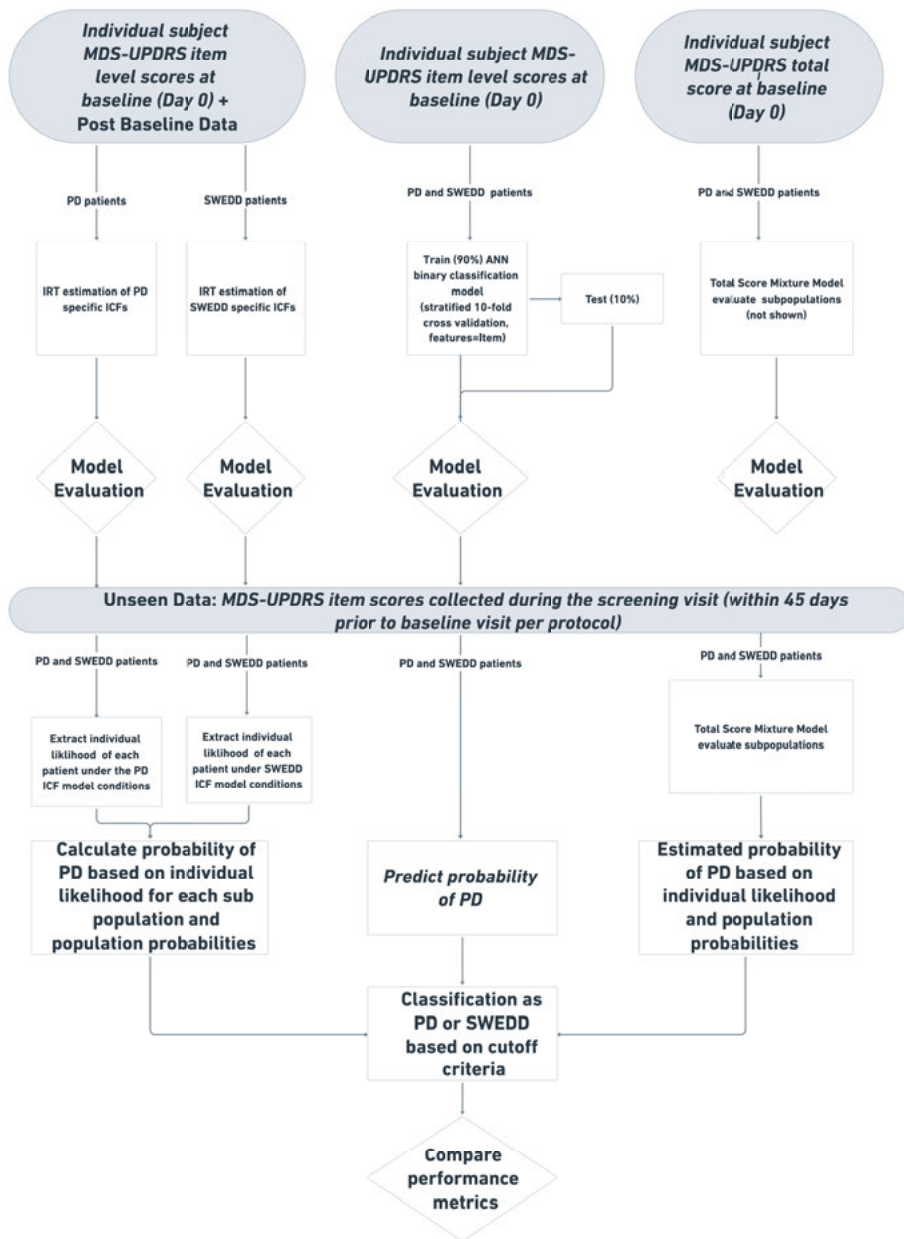 Individual subject
MDS-UPDRS item
level scores at
baseline (Day 0) +
Post Baseline Data
Individual subject MDS-
UPDRS item level scores at
baseline (Day 0)
Individual subject
MDS-UPDRS total
score at baseline
(Day 0)
PD patients
SWEDD patients
PD and SWEDD patients
PD and SWEDD patients
IRT estimation of PD
specific ICFs
IRT estimation of
SWEDD specific ICFs
Train (90%) ANN
binary classification
model
(stratified 10-fold
cross validation,
features=Item)
Test (10%)
Total Score Mixture Model
evaluate subpopulations
(not shown)
Model
Evaluation
Model
Evaluation
Model
Evaluation
Model
Evaluation
Unseen Data: MDS-UPDRS item scores collected during the screening visit (within 45 days
prior to baseline visit per protocol)
PD and SWEDD patients
PD and SWEDD patients
PD and SWEDD patients
PD and SWEDD patients
Extract individual
liklihood of each
patient under the PD
ICF model conditions
Extract individual
liklihood of each
patient under SWEDD
ICF model conditions
Total Score Mixture Model
evaluate subpopulations
Calculate probability of
PD based on individual
likelihood for each sub
population and
population probabilities
Predict probability
of PD
Estimated probability
of PD based on
individual likelihood
and population
probabilities
Classification as
PD or SWEDD
based on cutoff
criteria
Compare
performance
metrics